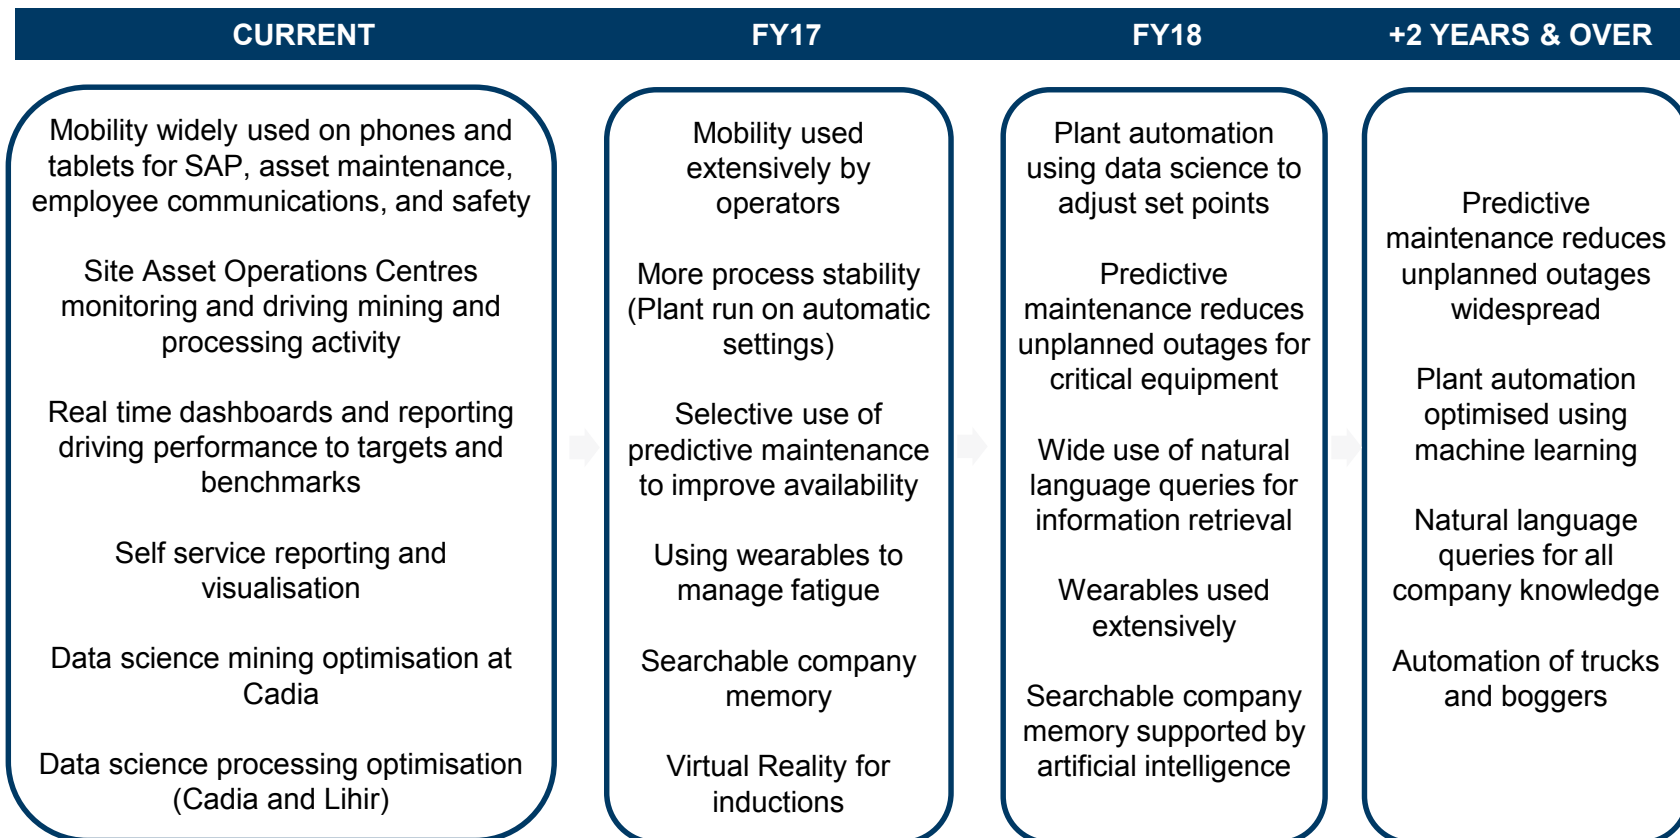 CURRENT
FY17
FY18
+2 YEARS & OVER
Mobility widely used on phones and
tablets for SAP, asset maintenance,
employee communications, and safety
Site Asset Operations Centres
monitoring and driving mining and
processing activity
Real time dashboards and reporting
driving performance to targets and
benchmarks
Self service reporting and
visualisation
Data science mining optimisation at
Cadia
Data science processing optimisation
(Cadia and Lihir)
Mobility used
extensively by
operators
More process stability
(Plant run on automatic
settings)
Selective use of
predictive maintenance
to improve availability
Using wearables to
manage fatigue
Searchable company
memory
Virtual Reality for
inductions
Plant automation
using data science to
adjust set points
Predictive
maintenance reduces
unplanned outages for
critical equipment
Wide use of natural
language queries for
information retrieval
Wearables used
extensively
Searchable company
memory supported by
artificial intelligence
Predictive
maintenance reduces
unplanned outages
widespread
Plant automation
optimised using
machine learning
Natural language
queries for all
company knowledge
Automation of trucks
and boggers